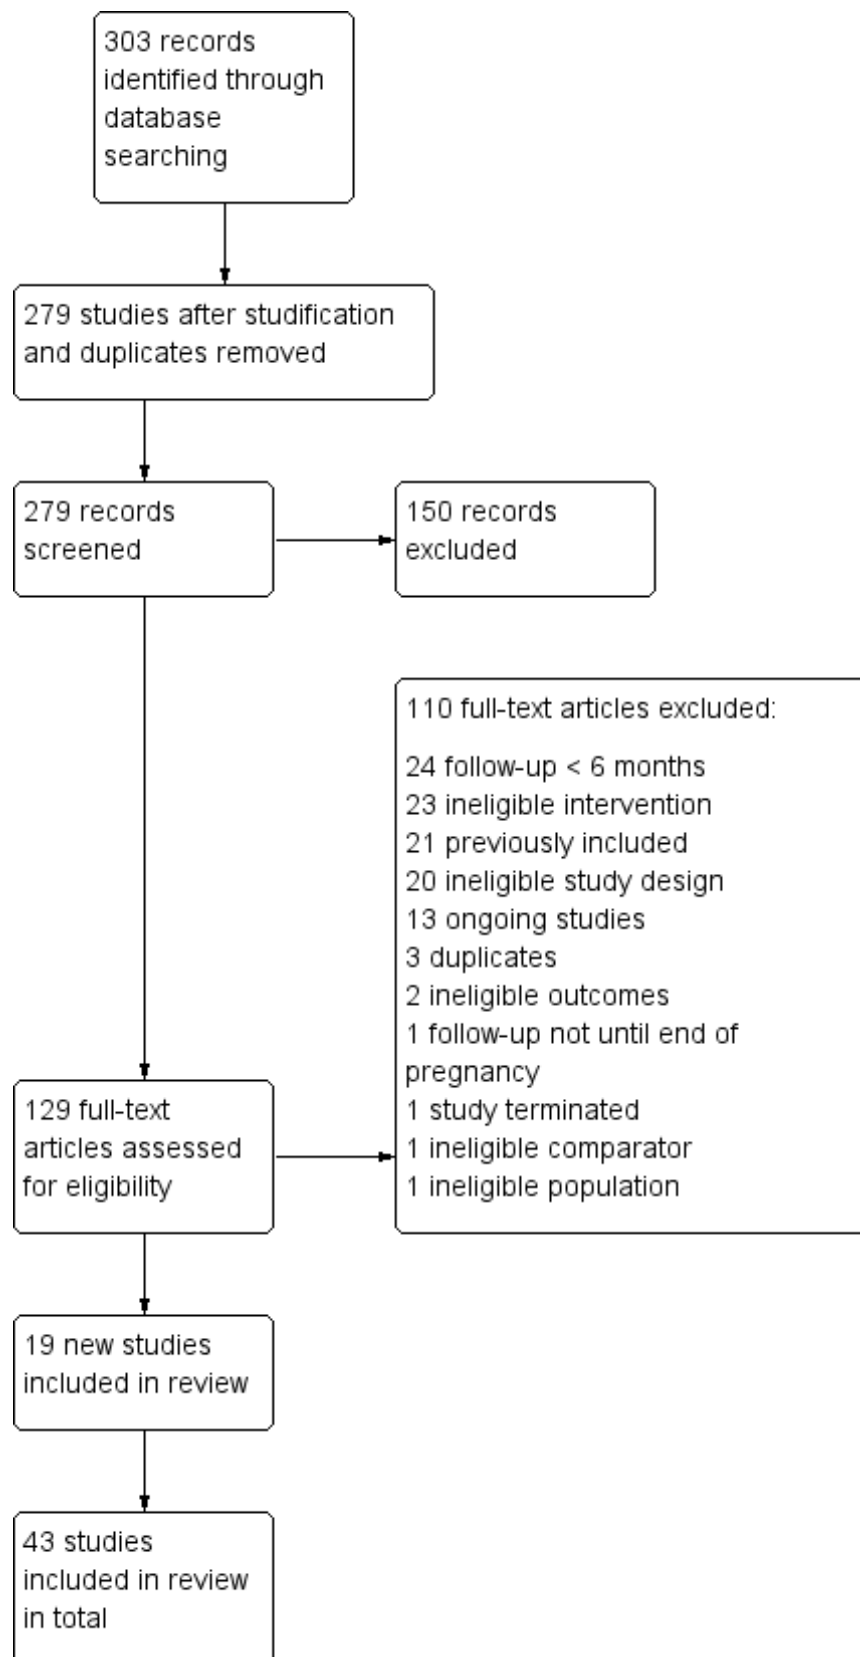 303 records
identified through
database
searching
279 studies after studification
and duplicates removed
279 records
screened
150 records
excluded
110 full-text articles excluded:
24 follow-up < 6 months
23 ineligible intervention
21 previously included
20 ineligible study design
13 ongoing studies
3 duplicates
2 ineligible outcomes
1 follow-up not until end of
pregnancy
1 study terminated
1 ineligible comparator
1 ineligible population
129 full-text
articles assessed
for eligibility
19 new studies
included in review
43 studies
included in review
in total